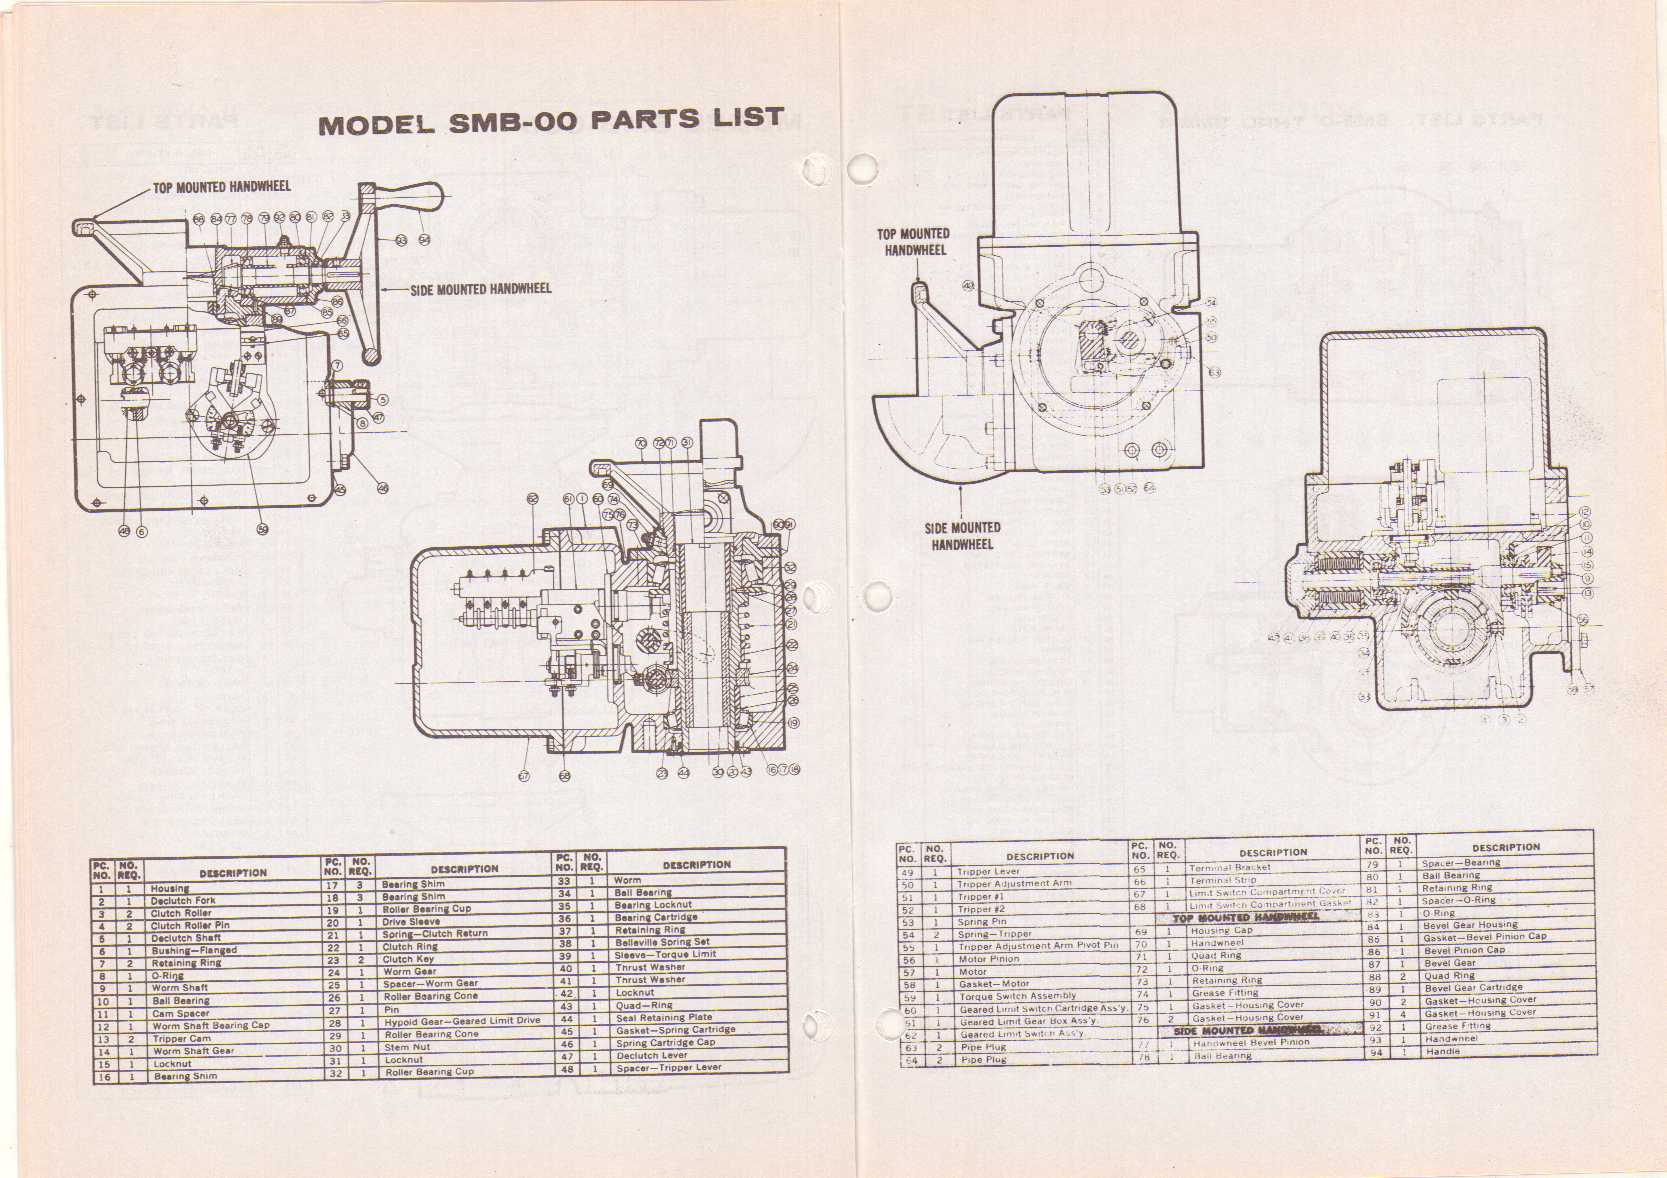 MODEL SMB-00 PARTS LIST
TOP MOUNTED HANDWHEEL
SIDE MOUNTED HANDWHEEL
TOP MOUNTED
HANDWHEEL
SIDE MOUNTED
HANDWHEEL
PC. NO. NO. REQ. DESCRIPTION
1 1 Housing
2 1 Declutch Fork
3 2 Clutch Roller
4 2 Clutch Roller Pin
5 1 Declutch Shaft
6 1 Bushing—Flanged
7 2 Retaining Ring
8 1 O-Ring
9 1 Worm Shaft
10 1 Ball Bearing
11 1 Cam Spacer
12 1 Worm Shaft Bearing Cap
13 2 Tripper Cam
14 1 Worm Shaft Gear
15 1 Locknut
16 1 Bearing Shim
PC. NO. NO. REQ. DESCRIPTION
17 3 Bearing Shim
18 3 Bearing Shim
19 1 Roller Bearing Cup
20 1 Drive Sleeve
21 1 Spring—Clutch Return
22 1 Clutch Ring
23 2 Clutch Key
24 1 Worm Gear
25 1 Spacer—Worm Gear
26 1 Roller Bearing Cone
27 1 Pin
28 1 Hypoid Gear—Geared Limit Drive
29 1 Roller Bearing Cone
30 1 Stem Nut
31 1 Locknut
32 1 Roller Bearing Cup
PC. NO. NO. REQ. DESCRIPTION
33 1 Worm
34 1 Ball Bearing
35 1 Bearing Locknut
36 1 Bearing Cartridge
37 1 Retaining Ring
38 1 Belleville Spring Set
39 1 Sleeve—Torque Limit
40 1 Thrust Washer
41 1 Thrust Washer
42 1 Locknut
43 1 Quad—Ring
44 1 Seal Retaining Plate
45 1 Gasket—Spring Cartridge
46 1 Spring Cartridge Cap
47 1 Declutch Lever
48 1 Spacer—Tripper Lever
PC. NO. NO. REQ. DESCRIPTION
49 1 Tripper Lever
50 1 Tripper Adjustment Arm
51 1 Tripper #1
52 1 Tripper #2
53 1 Spring Pin
54 2 Spring—Tripper
55 1 Tripper Adjustment Arm Pivot Pin
56 1 Motor Pinion
57 1 Motor
58 1 Gasket—Motor
59 1 Torque Switch Assembly
60 1 Geared Limit Switch Cartridge Ass'y.
61 1 Geared Limit Gear Box Ass'y.
62 1 Geared Limit Switch Ass'y.
63 2 Pipe Plug
64 2 Pipe Plug
PC. NO. NO. REQ. DESCRIPTION
65 1 Terminal Bracket
66 1 Terminal Strip
67 1 Limit Switch Compartment Cover
68 1 Limit Switch Compartment Gasket
TOP MOUNTED HANDWHEEL
69 1 Housing Cap
70 1 Handwheel
71 1 Quad Ring
72 1 O-Ring
73 1 Retaining Ring
74 1 Grease Fitting
75 1 Gasket—Housing Cover
76 2 Gasket—Housing Cover
SIDE MOUNTED HANDWHEEL
77 1 Handwheel Bevel Pinion
78 1 Ball Bearing
PC. NO. NO. REQ. DESCRIPTION
79 1 Spacer—Bearing
80 1 Ball Bearing
81 1 Retaining Ring
82 1 Spacer—O-Ring
83 1 O-Ring
84 1 Bevel Gear Housing
85 1 Gasket—Bevel Pinion Cap
86 1 Bevel Pinion Cap
87 1 Bevel Gear
88 2 Quad Ring
89 1 Bevel Gear Cartridge
90 2 Gasket—Housing Cover
91 4 Gasket—Housing Cover
92 1 Grease Fitting
93 1 Handwheel
94 1 Handle